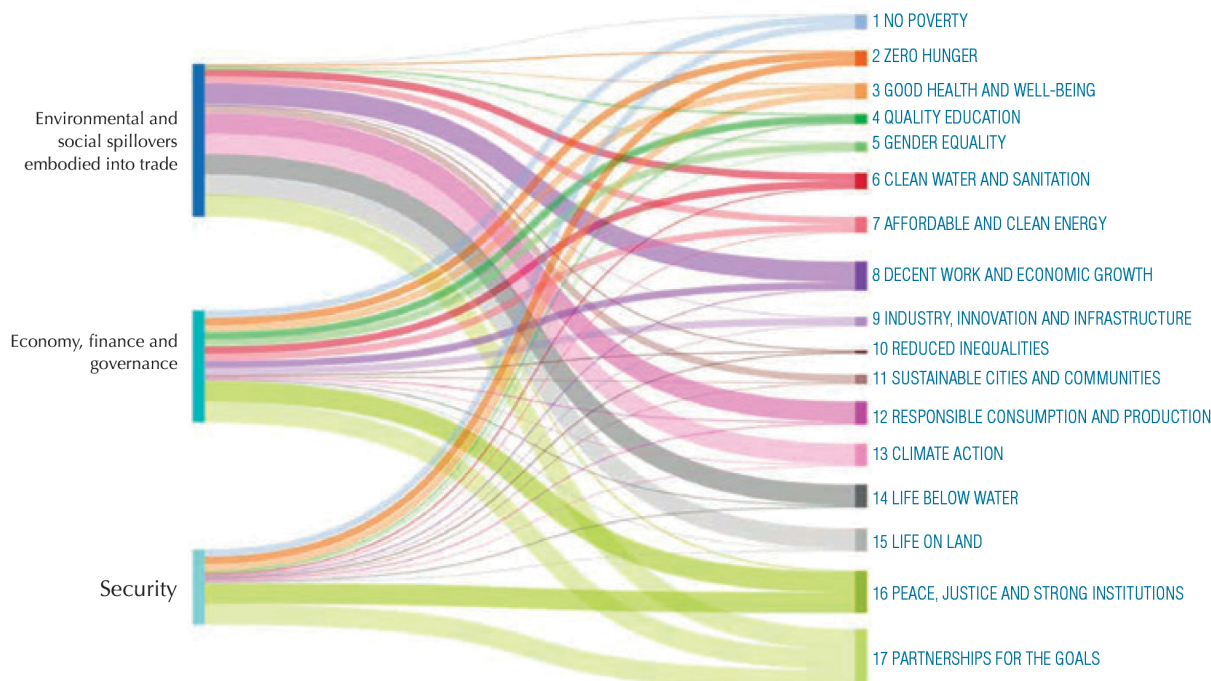 Environmental and
social spillovers
embodied into trade
Economy, finance and
governance
Security
1 NO POVERTY
2 ZERO HUNGER
3 GOOD HEALTH AND WELL-BEING
4 QUALITY EDUCATION
5 GENDER EQUALITY
6 CLEAN WATER AND SANITATION
7 AFFORDABLE AND CLEAN ENERGY
8 DECENT WORK AND ECONOMIC GROWTH
9 INDUSTRY, INNOVATION AND INFRASTRUCTURE
10 REDUCED INEQUALITIES
11 SUSTAINABLE CITIES AND COMMUNITIES
12 RESPONSIBLE CONSUMPTION AND PRODUCTION
13 CLIMATE ACTION
14 LIFE BELOW WATER
15 LIFE ON LAND
16 PEACE, JUSTICE AND STRONG INSTITUTIONS
17 PARTNERSHIPS FOR THE GOALS